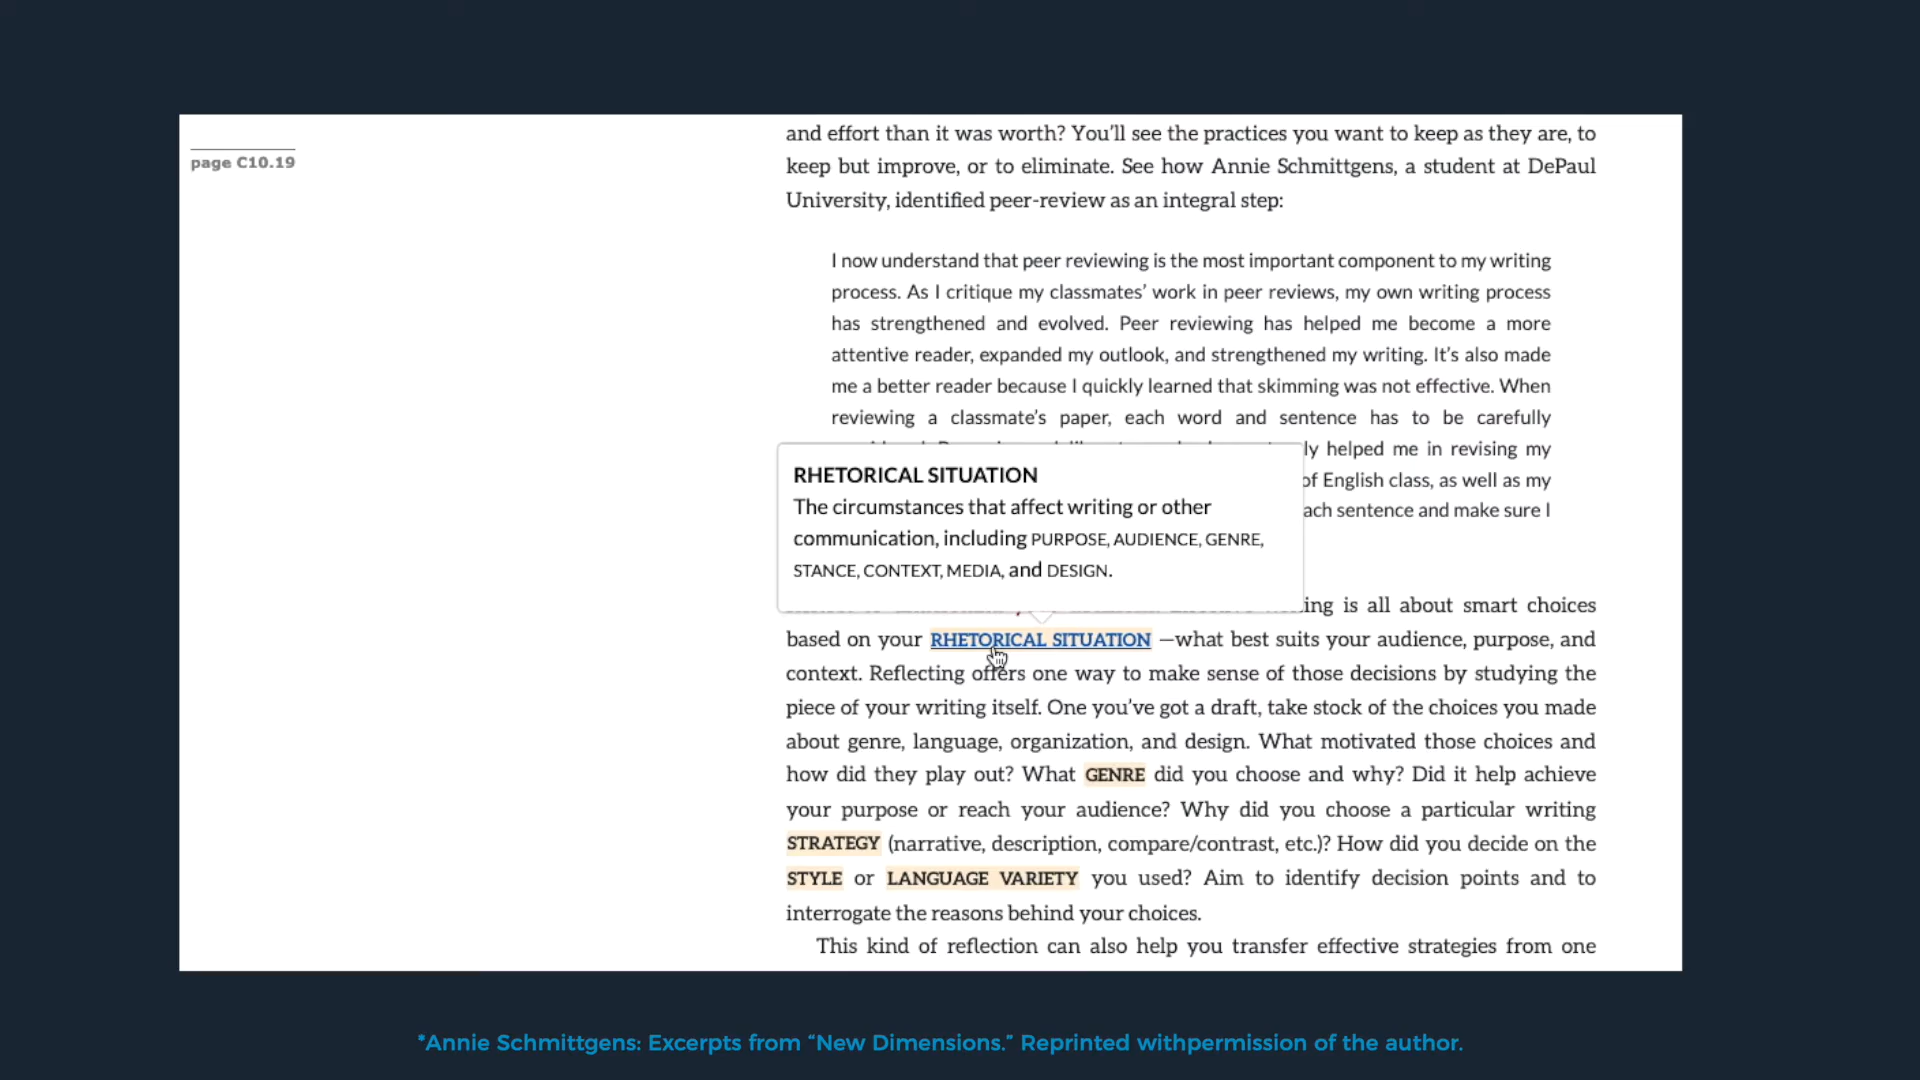 page C10.19
and effort than it was worth? You’ll see the practices you want to keep as they are, to
keep but improve, or to eliminate. See how Annie Schmittgens, a student at DePaul
University, identified peer-review as an integral step:
I now understand that peer reviewing is the most important component to my writing
process. As I critique my classmates’ work in peer reviews, my own writing process
has strengthened and evolved. Peer reviewing has helped me become a more
attentive reader, expanded my outlook, and strengthened my writing. It’s also made
me a better reader because I quickly learned that skimming was not effective. When
reviewing a classmate’s paper, each word and sentence has to be carefully
ly helped me in revising my
of English class, as well as my
ach sentence and make sure I
RHETORICAL SITUATION
The circumstances that affect writing or other
communication, including PURPOSE, AUDIENCE, GENRE,
STANCE, CONTEXT, MEDIA, and DESIGN.
ing is all about smart choices
based on your RHETORICAL SITUATION —what best suits your audience, purpose, and
context. Reflecting offers one way to make sense of those decisions by studying the
piece of your writing itself. One you’ve got a draft, take stock of the choices you made
about genre, language, organization, and design. What motivated those choices and
how did they play out? What GENRE did you choose and why? Did it help achieve
your purpose or reach your audience? Why did you choose a particular writing
STRATEGY (narrative, description, compare/contrast, etc.)? How did you decide on the
STYLE or LANGUAGE VARIETY you used? Aim to identify decision points and to
interrogate the reasons behind your choices.
This kind of reflection can also help you transfer effective strategies from one
*Annie Schmittgens: Excerpts from “New Dimensions.” Reprinted withpermission of the author.